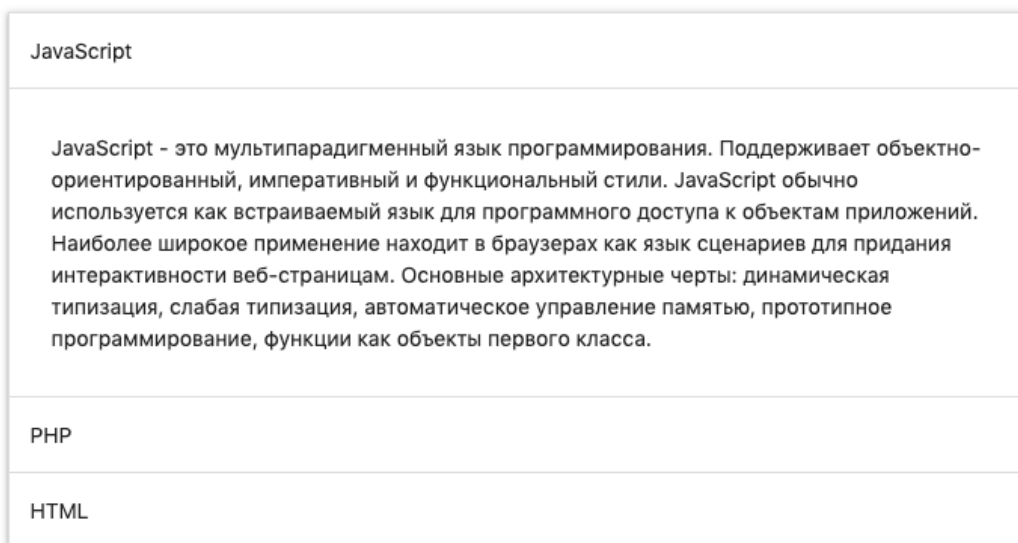 JavaScript
JavaScript - это мультипарадигменный язык программирования. Поддерживает объектно-
ориентированный, императивный и функциональный стили. JavaScript обычно
используется как встраиваемый язык для программного доступа к объектам приложений.
Наиболее широкое применение находит в браузерах как язык сценариев для придания
интерактивности веб-страницам. Основные архитектурные черты: динамическая
типизация, слабая типизация, автоматическое управление памятью, прототипное
программирование, функции как объекты первого класса.
PHP
HTML